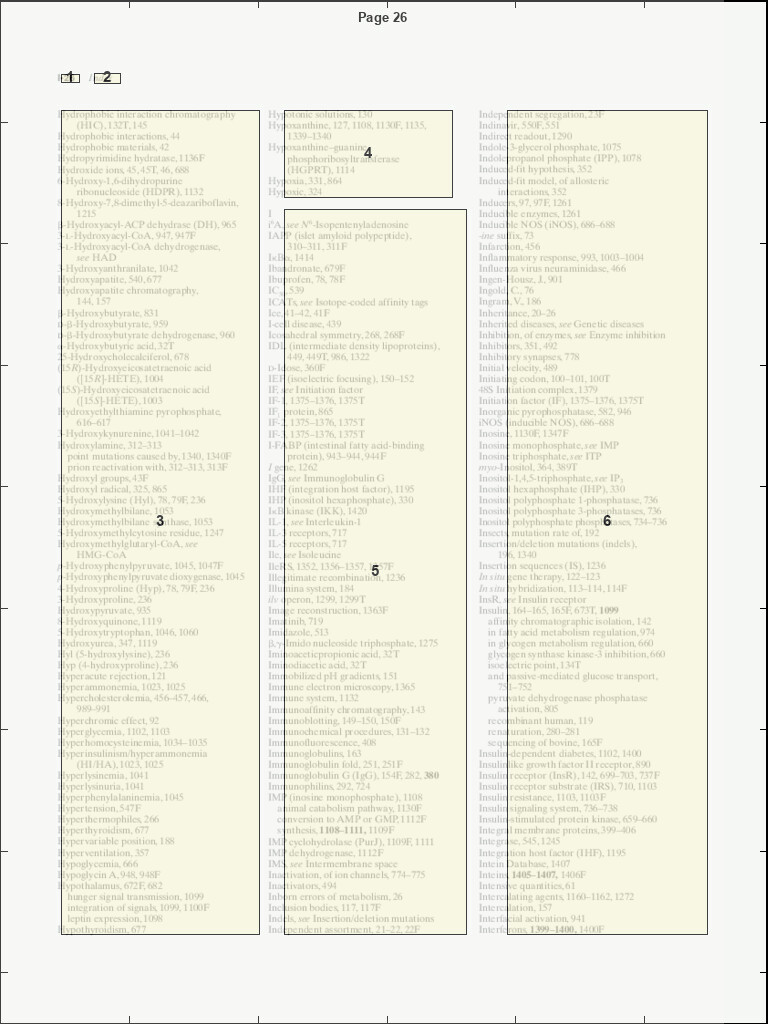 Page 26
1
2
Hydrophobic interaction chromatography
(HIC), 132T, 145
Hydrophobic interactions, 44
Hydrophobic materials, 42
Hydropyrimidine hydratase, 1136F
Hydroxide ions, 45, 45T, 46, 688
6-Hydroxy-1,6-dihydropurine
ribonucleoside (HDPR), 1132
8-Hydroxy-7,8-dimethyl-5-deazariboflavin,
1215
β-Hydroxyacyl-ACP dehydrase (DH), 965
3-L-Hydroxyacyl-CoA, 947, 947F
3-L-Hydroxyacyl-CoA dehydrogenase,
see HAD
3-Hydroxyanthranilate, 1042
Hydroxyapatite, 540, 677
Hydroxyapatite chromatography,
144, 157
β-Hydroxybutyrate, 831
D-β-Hydroxybutyrate, 959
D-β-Hydroxybutyrate dehydrogenase, 960
Hydroxybutyric acid, 32T
25-Hydroxycholecalciferol, 678
(15R)-Hydroxyeicosatetraenoic acid
([15R]-HETE), 1004
(15S)-Hydroxyeicosatetraenoic acid
([15S]-HETE), 1003
Hydroxyethylthiamine pyrophosphate,
616–617
3-Hydroxykynurenine, 1041–1042
Hydroxylamine, 312–313
point mutations caused by, 1340, 1340F
prion reaction with, 312–313, 313F
Hydroxyl groups, 43F
Hydroxyl radical, 325, 865
5-Hydroxylysine (Hyl), 78, 79F, 236
Hydroxymethylbilane, 1053
Hydroxymethylbilane synthase, 1053
5-Hydroxymethylcytosine residue, 1247
Hydroxymethylglutaryl-CoA, see
HMG-CoA
p-Hydroxyphenylpyruvate, 1045, 1047F
p-Hydroxyphenylpyruvate dioxygenase, 1045
4-Hydroxyproline (Hyp), 78, 79F, 236
3-Hydroxyproline, 236
Hydroxypyruvate, 935
8-Hydroxyquinone, 1119
5-Hydroxytryptophan, 1046, 1060
Hydroxyurea, 347, 1119
Hyl (5-hydroxylysine), 236
Hyp (4-hydroxyproline), 236
Hyperacute rejection, 121
Hyperammonemia, 1023, 1025
Hypercholesterolemia, 456–457, 466,
989–991
Hyperchromic effect, 92
Hyperglycemia, 1102, 1103
Hyperhomocysteinemia, 1034–1035
Hyperinsulinism/hyperammonemia
(HI/HA), 1023, 1025
Hyperlysinemia, 1041
Hyperlysinuria, 1041
Hyperphenylalaninemia, 1045
Hypertension, 547F
Hyperthermophiles, 266
Hyperthyroidism, 677
Hypervariable position, 188
Hyperventilation, 357
Hypoglycemia, 666
Hypoglycin A, 948, 948F
Hypothalamus, 672F, 682
hunger signal transmission, 1099
integration of signals, 1099, 1100F
leptin expression, 1098
Hypothyroidism, 677
3
Hypotonic solutions, 130
Hypoxanthine, 127, 1108, 1130F, 1135,
1339–1340
Hypoxanthine–guanine
phosphoribosyltransferase
(HGPRT), 1114
Hypoxia, 331, 864
Hypoxic, 324
4
I
i⁶A, see N⁶-Isopentenyladenosine
IAPP (islet amyloid polypeptide),
310–311, 311F
IκBα, 1414
Ibandronate, 679F
Ibuprofen, 78, 78F
IC, 539
ICATs, see Isotope-coded affinity tags
Ice, 41–42, 41F
I-cell disease, 439
Icosahedral symmetry, 268, 268F
IDL (intermediate density lipoproteins),
449, 449T, 986, 1322
D-Idose, 360F
IEF (isoelectric focusing), 150–152
IF, see Initiation factor
IF-1, 1375–1376, 1375T
IF₁ protein, 865
IF-2, 1375–1376, 1375T
IF-3, 1375–1376, 1375T
I-FABP (intestinal fatty acid-binding
protein), 943–944, 944F
I gene, 1262
IgG, see Immunoglobulin G
IHF (integration host factor), 1195
IHP (inositol hexaphosphate), 330
IκB kinase (IKK), 1420
IL-1, see Interleukin-1
IL-3 receptors, 717
IL-5 receptors, 717
Ile, see Isoleucine
IleRS, 1352, 1356–1357, 1357F
Illegitimate recombination, 1236
Illumina system, 184
ilv operon, 1299, 1299T
Image reconstruction, 1363F
Imatinib, 719
Imidazole, 513
β,γ-Imido nucleoside triphosphate, 1275
Iminoaceticpropionic acid, 32T
Iminodiacetic acid, 32T
Immobilized pH gradients, 151
Immune electron microscopy, 1365
Immune system, 1132
Immunoaffinity chromatography, 143
Immunoblotting, 149–150, 150F
Immunochemical procedures, 131–132
Immunofluorescence, 408
Immunoglobulins, 163
Immunoglobulin fold, 251, 251F
Immunoglobulin G (IgG), 154F, 282, 380
Immunophilins, 292, 724
IMP (inosine monophosphate), 1108
animal catabolism pathway, 1130F
conversion to AMP or GMP, 1112F
synthesis, 1108–1111, 1109F
IMP cyclohydrolase (PurJ), 1109F, 1111
IMP dehydrogenase, 1112F
IMS, see Intermembrane space
Inactivation, of ion channels, 774–775
Inactivators, 494
Inborn errors of metabolism, 26
Inclusion bodies, 117, 117F
Indels, see Insertion/deletion mutations
Independent assortment, 21–22, 22F
5
Independent segregation, 23F
Indinavir, 550F, 551
Indirect readout, 1290
Indole-3-glycerol phosphate, 1075
Indolepropanol phosphate (IPP), 1078
Induced-fit hypothesis, 352
Induced-fit model, of allosteric
interactions, 352
Inducers, 97, 97F, 1261
Inducible enzymes, 1261
Inducible NOS (iNOS), 686–688
-ine suffix, 73
Infarction, 456
Inflammatory response, 993, 1003–1004
Influenza virus neuraminidase, 466
Ingen-Housz, J., 901
Ingold, C., 76
Ingram, V., 186
Inheritance, 20–26
Inherited diseases, see Genetic diseases
Inhibition, of enzymes, see Enzyme inhibition
Inhibitors, 351, 492
Inhibitory synapses, 778
Initial velocity, 489
Initiating codon, 100–101, 100T
48S Initiation complex, 1379
Initiation factor (IF), 1375–1376, 1375T
Inorganic pyrophosphatase, 582, 946
iNOS (inducible NOS), 686–688
Inosine, 1130F, 1347F
Inosine monophosphate, see IMP
Inosine triphosphate, see ITP
myo-Inositol, 364, 389T
Inositol-1,4,5-triphosphate, see IP₃
Inositol hexaphosphate (IHP), 330
Inositol polyphosphate 1-phosphatase, 736
Inositol polyphosphate 3-phosphatases, 736
Inositol polyphosphate phosphatases, 734–736
Insects, mutation rate of, 192
Insertion/deletion mutations (indels),
196, 1340
Insertion sequences (IS), 1236
In situ gene therapy, 122–123
In situ hybridization, 113–114, 114F
InsR, see Insulin receptor
Insulin, 164–165, 165F, 673T, 1099
affinity chromatographic isolation, 142
in fatty acid metabolism regulation, 974
in glycogen metabolism regulation, 660
glycogen synthase kinase-3 inhibition, 660
isoelectric point, 134T
and passive-mediated glucose transport,
751–752
pyruvate dehydrogenase phosphatase
activation, 805
recombinant human, 119
renaturation, 280–281
sequencing of bovine, 165F
Insulin-dependent diabetes, 1102, 1400
Insulinlike growth factor II receptor, 890
Insulin receptor (InsR), 142, 699–703, 737F
Insulin receptor substrate (IRS), 710, 1103
Insulin resistance, 1103, 1103F
Insulin signaling system, 736–738
Insulin-stimulated protein kinase, 659–660
Integral membrane proteins, 399–406
Integrase, 545, 1245
Integration host factor (IHF), 1195
Intein Database, 1407
Inteins, 1405–1407, 1406F
Intensive quantities, 61
Intercalating agents, 1160–1162, 1272
Intercalation, 157
Interfacial activation, 941
Interferons, 1399–1400, 1400F
6